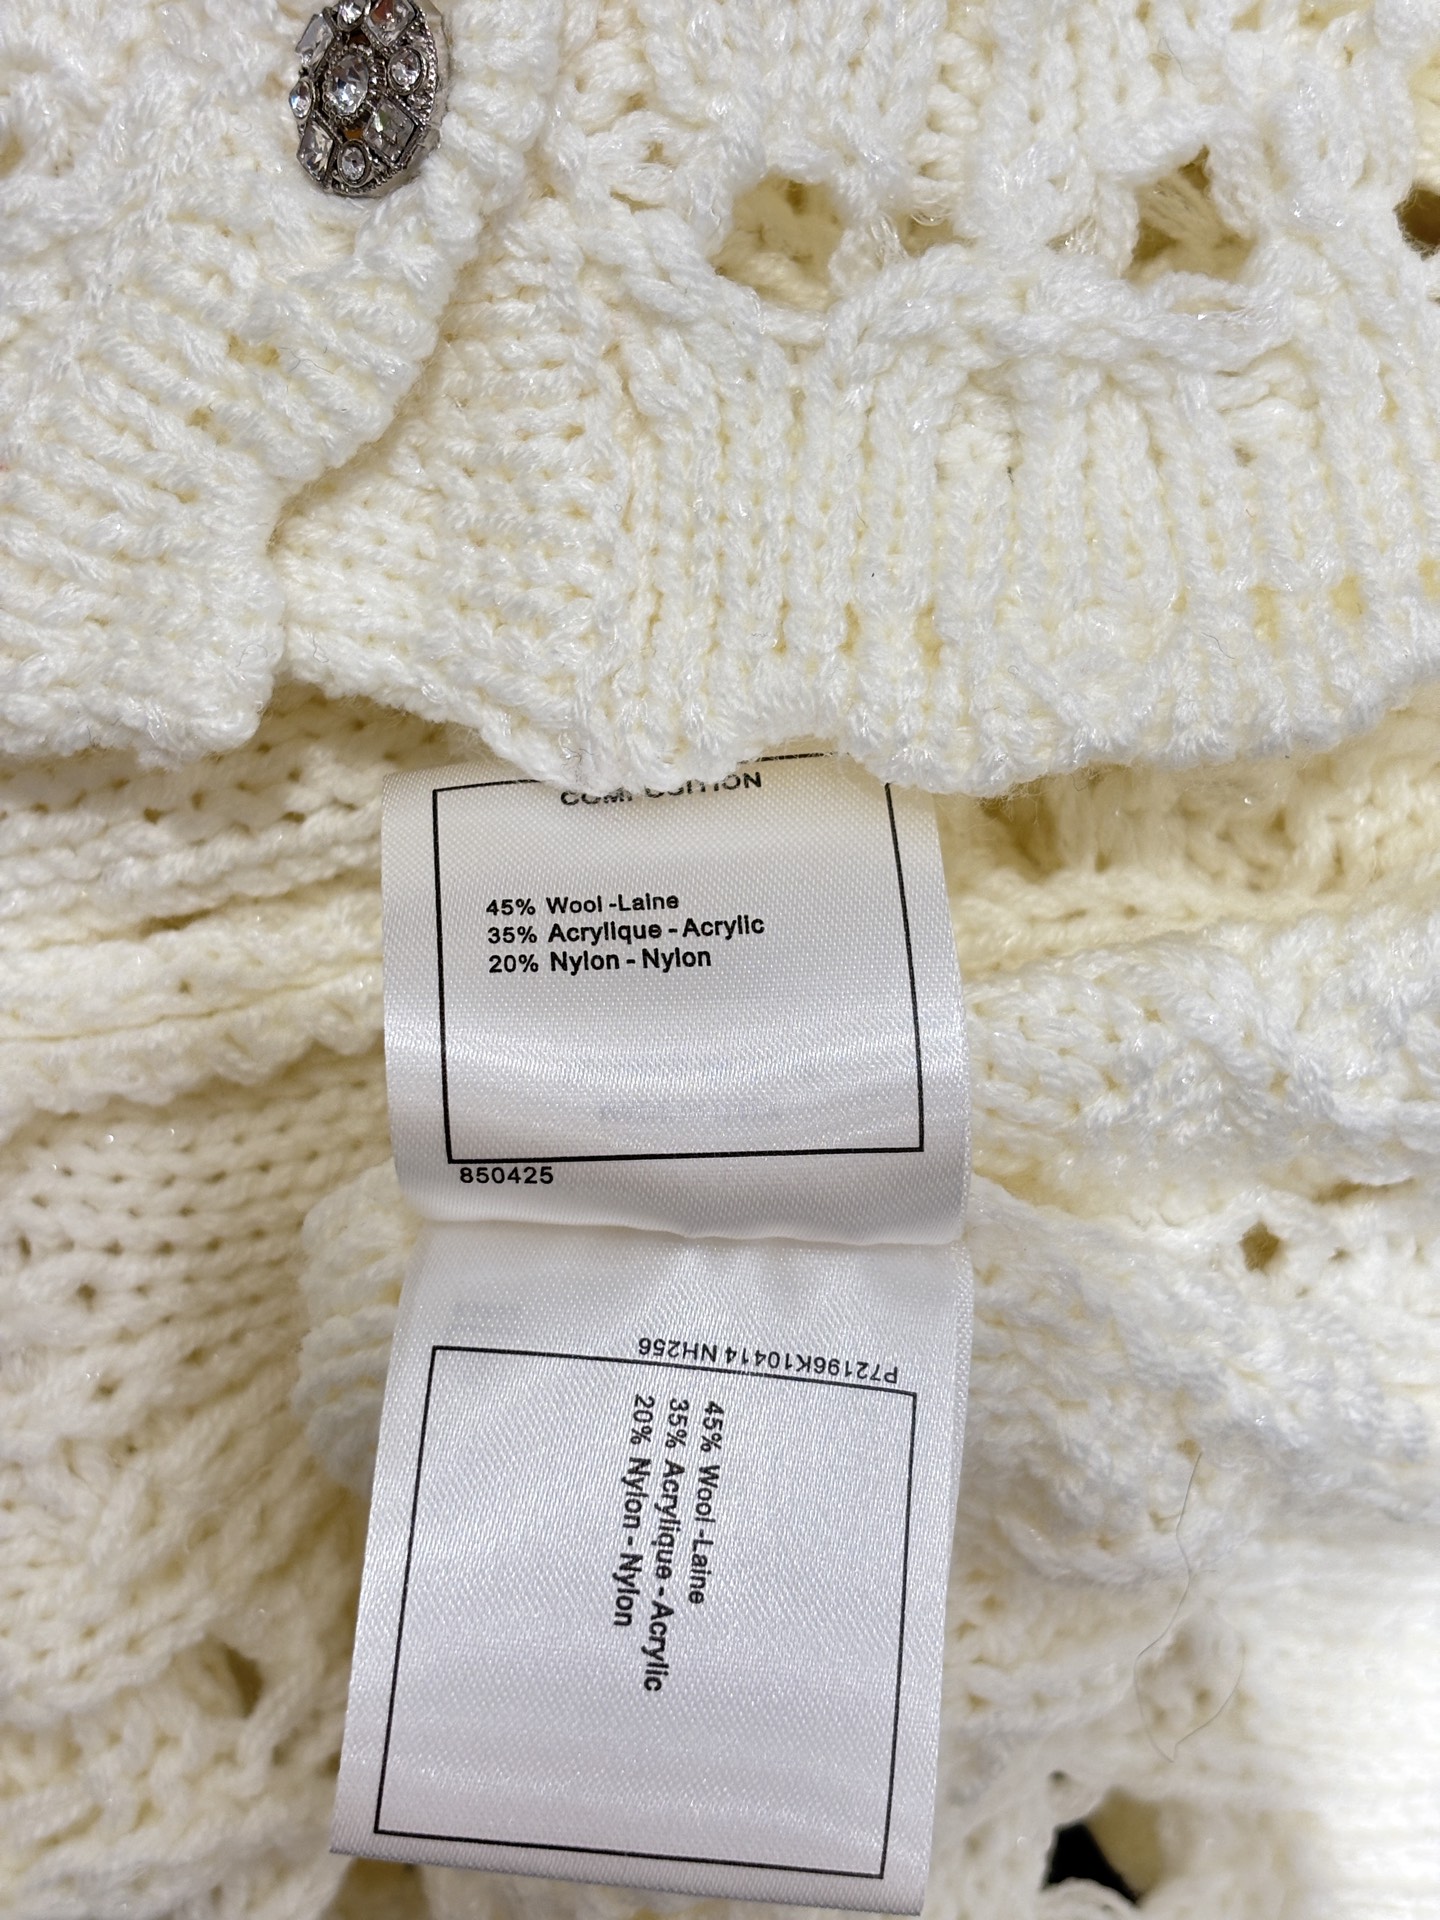 COMPOSITION
45% Wool -Laine
35% Acrylique - Acrylic
20% Nylon - Nylon
850425
P72196K10414 NH256
45% Wool -Laine
35% Acrylique - Acrylic
20% Nylon - Nylon